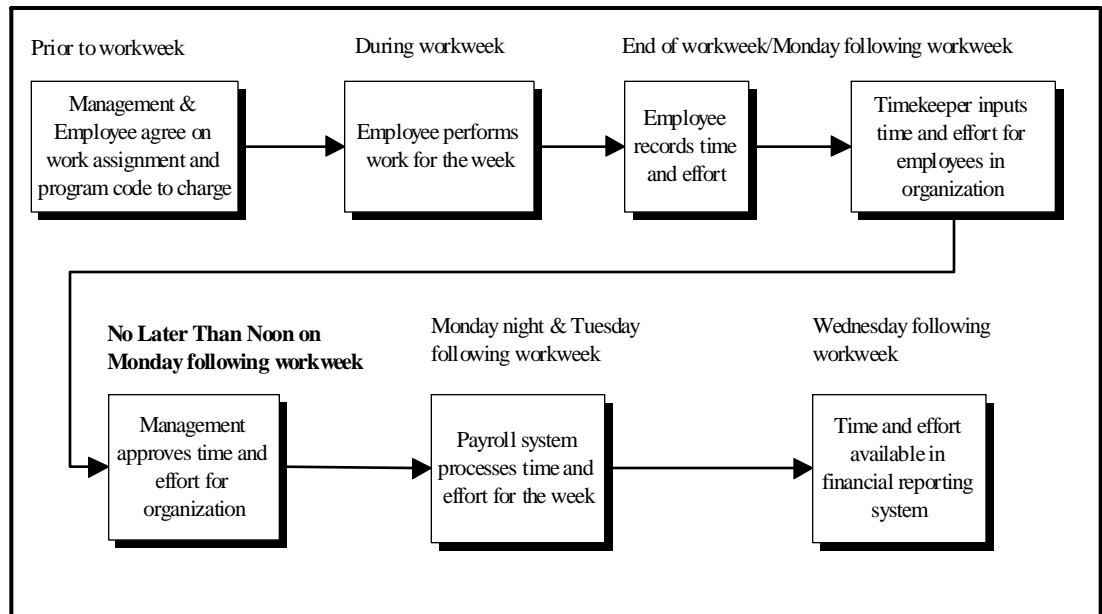 Prior to workweek
During workweek
End of workweek/Monday following workweek
Management &
Employee agree on
work assignment and
program code to charge
Employee performs
work for the week
Employee
records time
and effort
Timekeeper inputs
time and effort for
employees in
organization
No Later Than Noon on
Monday following workweek
Monday night & Tuesday
following workweek
Wednesday following
workweek
Management
approves time and
effort for
organization
Payroll system
processes time and
effort for the week
Time and effort
available in
financial reporting
system